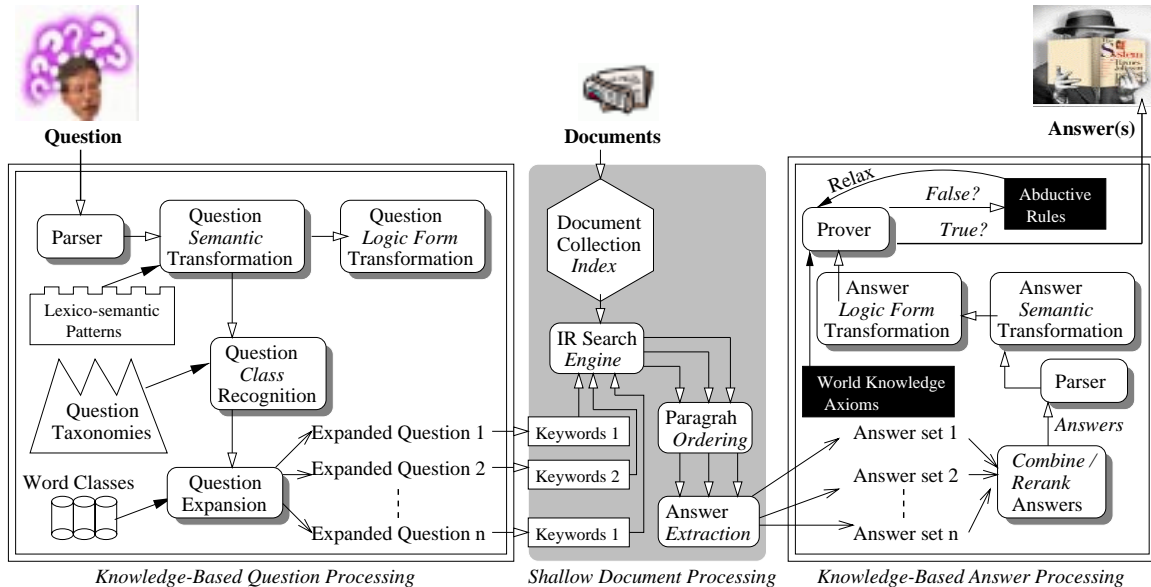 The
System
Haynes
Johnson
Question
Documents
Answer(s)
Parser
Question
Semantic
Transformation
Question
Logic Form
Transformation
Lexico-semantic
Patterns
Question
Class
Recognition
Question
Taxonomies
Word Classes
Question
Expansion
Expanded Question 1
Expanded Question 2
Expanded Question n
Knowledge-Based Question Processing
Document
Collection
Index
IR Search
Engine
Keywords 1
Keywords 2
Keywords 1
Paragrah
Ordering
Answer
Extraction
Shallow Document Processing
Relax
False?
True?
Abductive
Rules
Prover
Answer
Logic Form
Transformation
Answer
Semantic
Transformation
World Knowledge
Axioms
Parser
Answers
Answer set 1
Answer set 2
Answer set n
Combine /
Rerank
Answers
Knowledge-Based Answer Processing